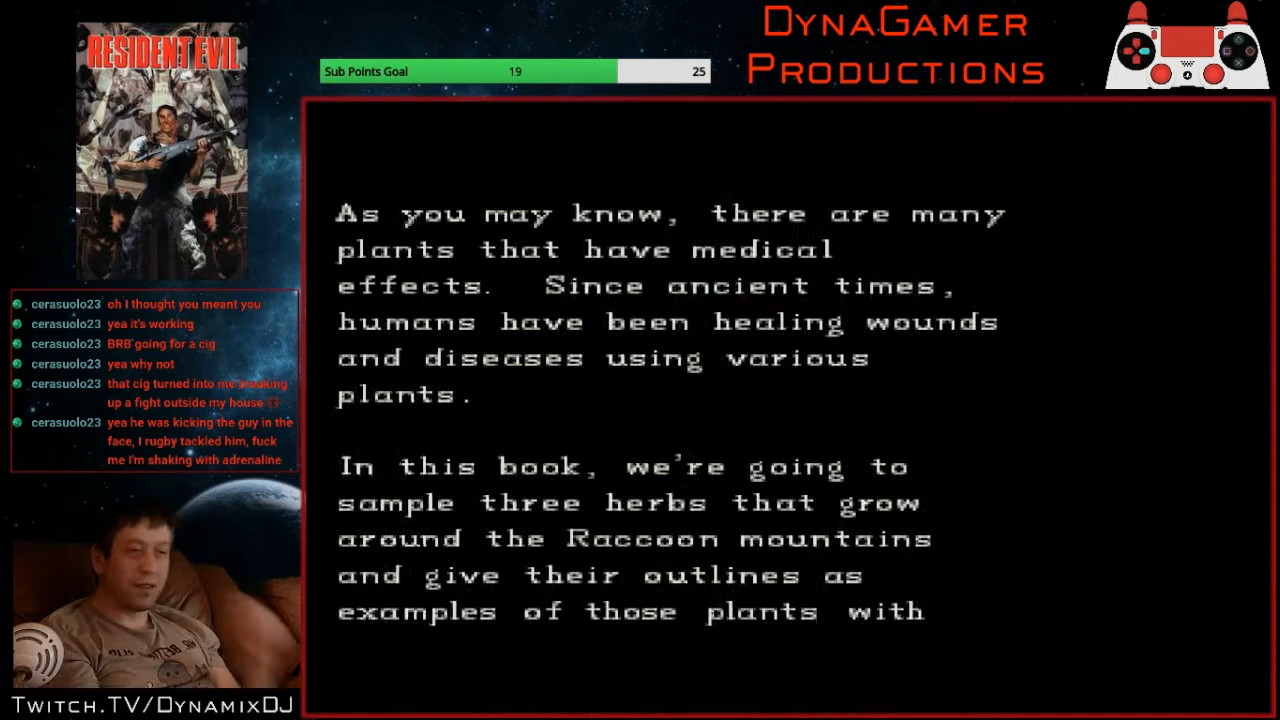 RESIDENT EVIL
Sub Points Goal 19 25
DYNAGAMER
PRODUCTIONS
cerasuolo23 oh I thought you meant you
cerasuolo23 yea it's working
cerasuolo23 BRB going for a cig
cerasuolo23 yea why not
cerasuolo23 that cig turned into me breaking
up a fight outside my house
cerasuolo23 yea he was kicking the guy in the
face, I rugby tackled him, fuck
me I'm shaking with adrenaline
As you may know, there are many
plants that have medical
effects. Since ancient times,
humans have been healing wounds
and diseases using various
plants.
In this book, we're going to
sample three herbs that grow
around the Raccoon mountains
and give their outlines as
examples of those plants with
TWITCH.TV/DYNAMIXDJ